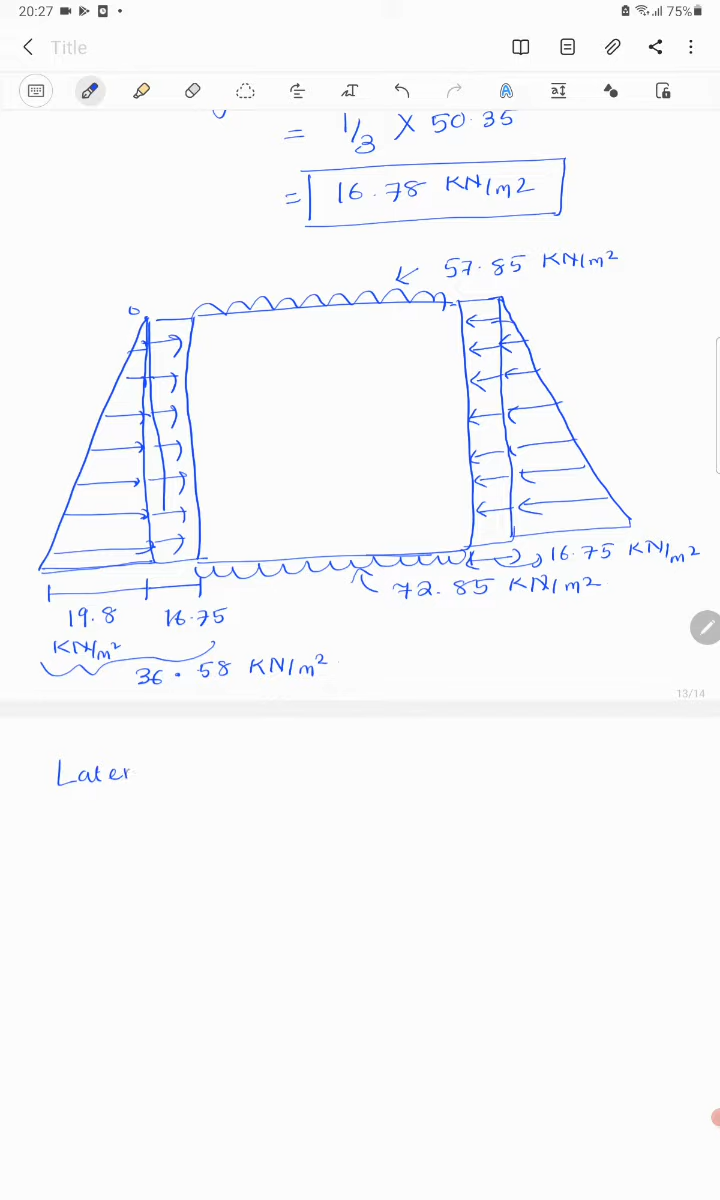 20:27 75%
Title
= 1/3 X 50.35
= 16.78 KN/m2
57.85 KN/m²
0
16.75 KN/m²
72.85 KN/m2
19.8 16.75
KN/m²
36.58 KN/m²
13/14
Later